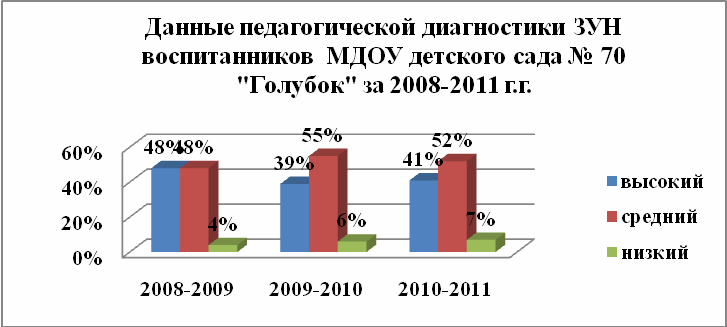 Данные педагогической диагностики ЗУН
воспитанников МДОУ детского сада № 70
"Голубок" за 2008-2011 г.г.
48% 48% 4%
39% 55% 6%
41% 52% 7%
60%
40%
20%
0%
2008-2009 2009-2010 2010-2011
высокий
средний
низкий